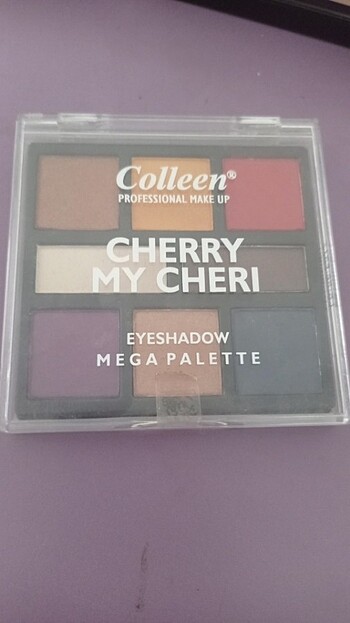 Colleen®
PROFESSIONAL MAKE UP
CHERRY
MY CHERI
EYESHADOW
MEGA PALETTE